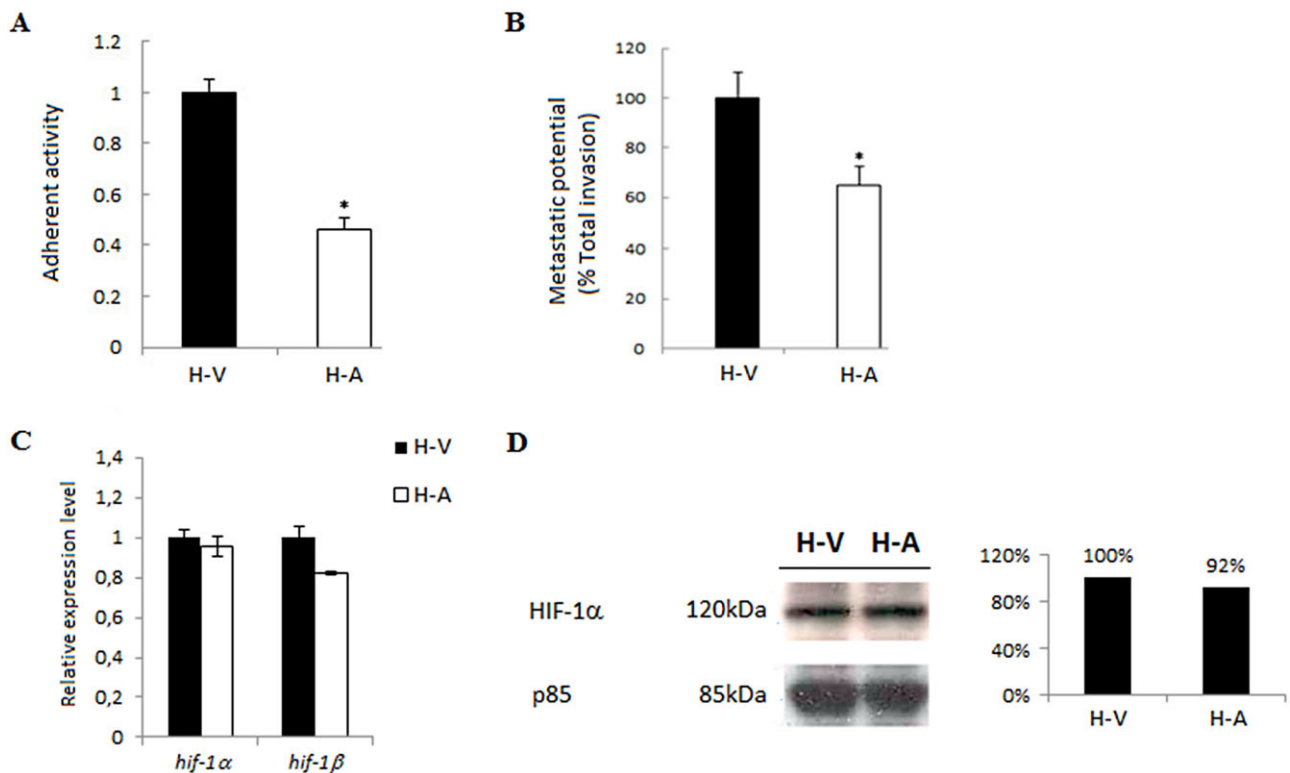 A
Adherent activity
1.2
1
0.8
0.6
0.4
0.2
0
*
H-V
H-A
B
Metastatic potential
(% Total invasion)
120
100
80
60
40
20
0
*
H-V
H-A
C
Relative expression level
1,4
1,2
1
0,8
0,6
0,4
0,2
0
hif-1α
hif-1β
H-V
H-A
D
H-V H-A
HIF-1α 120kDa
p85 85kDa
120%
80%
40%
0%
100%
92%
H-V
H-A